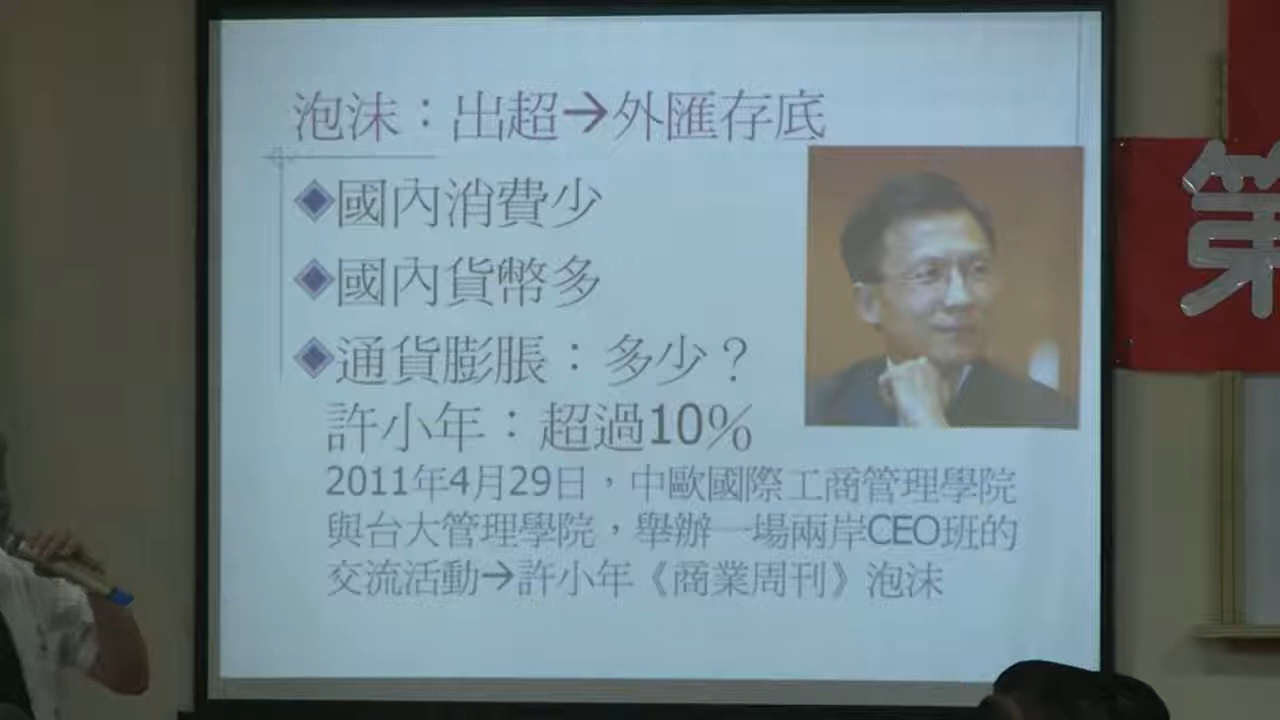 泡沫：出超→外匯存底
國內消費少
國內貨幣多
通貨膨脹：多少？
許小年：超過10%
2011年4月29日，中歐國際工商管理學院
與台大管理學院，舉辦一場兩岸CEO班的
交流活動→許小年《商業周刊》泡沫
第